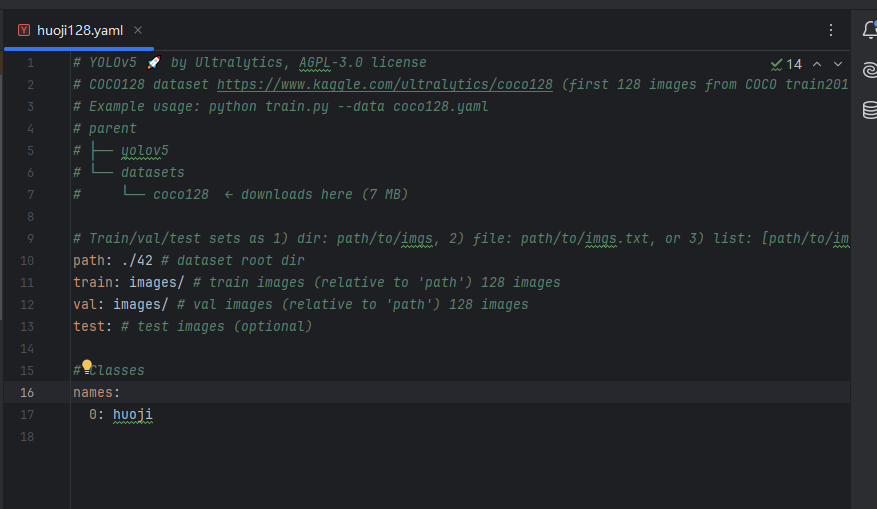 huoji128.yaml
14
1 # YOLOv5 🚀 by Ultralytics, AGPL-3.0 license
2 # COCO128 dataset https://www.kaggle.com/ultralytics/coco128 (first 128 images from COCO train201
3 # Example usage: python train.py --data coco128.yaml
4 # parent
5 # ├── yolov5
6 # └── datasets
7 #     └── coco128  ← downloads here (7 MB)
8
9 # Train/val/test sets as 1) dir: path/to/imgs, 2) file: path/to/imgs.txt, or 3) list: [path/to/im
10 path: ./42 # dataset root dir
11 train: images/ # train images (relative to 'path') 128 images
12 val: images/ # val images (relative to 'path') 128 images
13 test: # test images (optional)
14
15 # Classes
16 names:
17   0: huoji
18